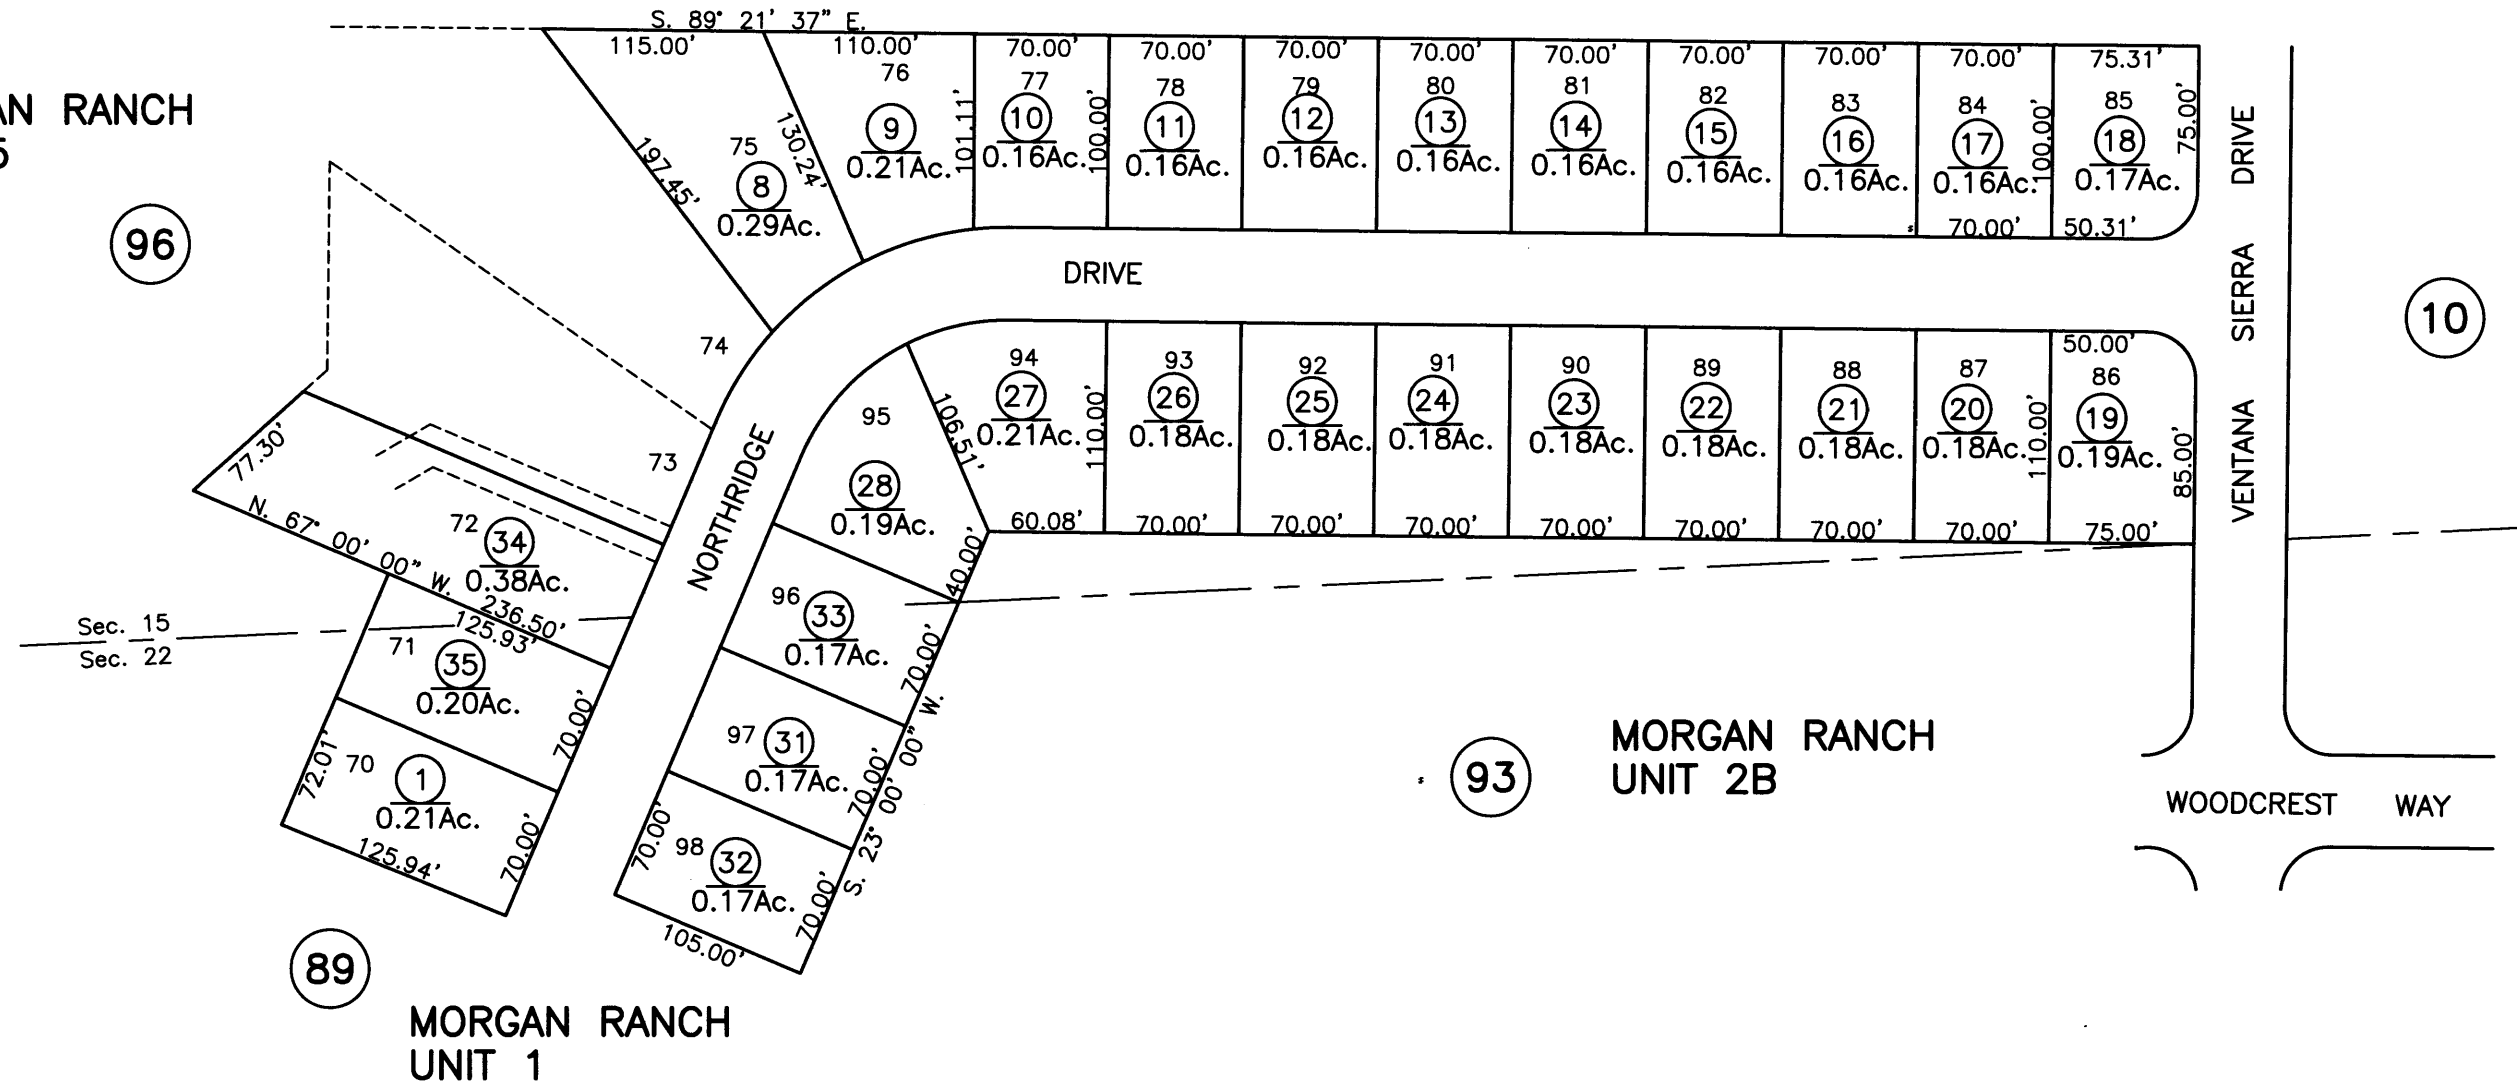 S. 89° 21' 37" E.
115.00' 110.00' 70.00' 70.00' 70.00' 70.00' 70.00' 70.00' 70.00' 70.00' 75.31'
76 77 78 79 80 81 82 83 84 85
9 10 11 12 13 14 15 16 17 18
0.21Ac. 0.16Ac. 0.16Ac. 0.16Ac. 0.16Ac. 0.16Ac. 0.16Ac. 0.16Ac. 0.16Ac. 0.17Ac.
101.11' 100.00' 100.00' 75.00'
70.00' 50.31'
RANCH
96
197.45' 130.24'
75
8
0.29Ac.
DRIVE
VENTANA SIERRA DRIVE
10
74
73
77.30'
NORTHRIDGE
95
28
0.19Ac.
106.51'
94 93 92 91 90 89 88 87 86
27 26 25 24 23 22 21 20 19
0.21Ac. 0.18Ac. 0.18Ac. 0.18Ac. 0.18Ac. 0.18Ac. 0.18Ac. 0.18Ac. 0.19Ac.
110.00' 110.00' 50.00' 85.00'
60.08' 70.00' 70.00' 70.00' 70.00' 70.00' 70.00' 70.00' 75.00'
N. 67° 00' 00" W.
72
34
0.38Ac.
236.50'
125.93'
Sec. 15
Sec. 22
71
35
0.20Ac.
70.00'
70
1
0.21Ac.
72.01'
70.00'
125.94'
40.00'
96
33
0.17Ac.
70.00'
97
31
0.17Ac.
70.00'
S. 23° 00' 00" W.
98
32
0.17Ac.
70.00'
70.00'
105.00'
93
MORGAN RANCH
UNIT 2B
WOODCREST WAY
89
MORGAN RANCH
UNIT 1